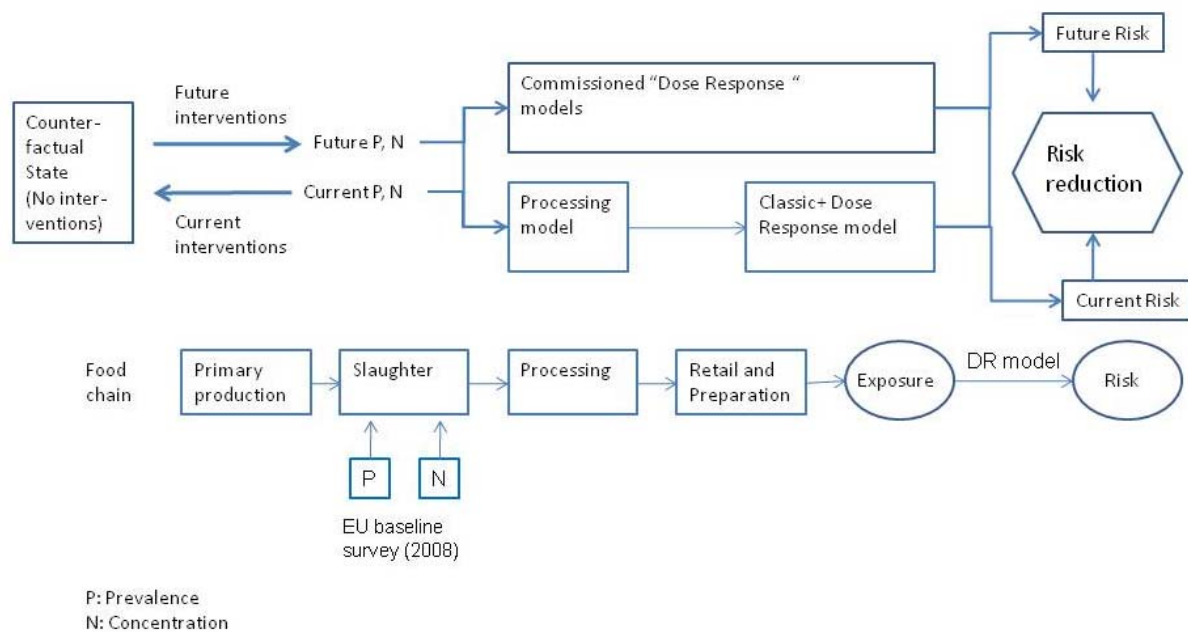 Future Risk
Commissioned "Dose Response "
models
Counter-
factual
State
(No inter-
ventions)
Future
interventions
Future P, N
Current P, N
Current
interventions
Processing
model
Classic+ Dose
Response model
Risk
reduction
Current Risk
Food
chain
Primary
production
Slaughter
Processing
Retail and
Preparation
Exposure
DR model
Risk
P
N
EU baseline
survey (2008)
P: Prevalence
N: Concentration